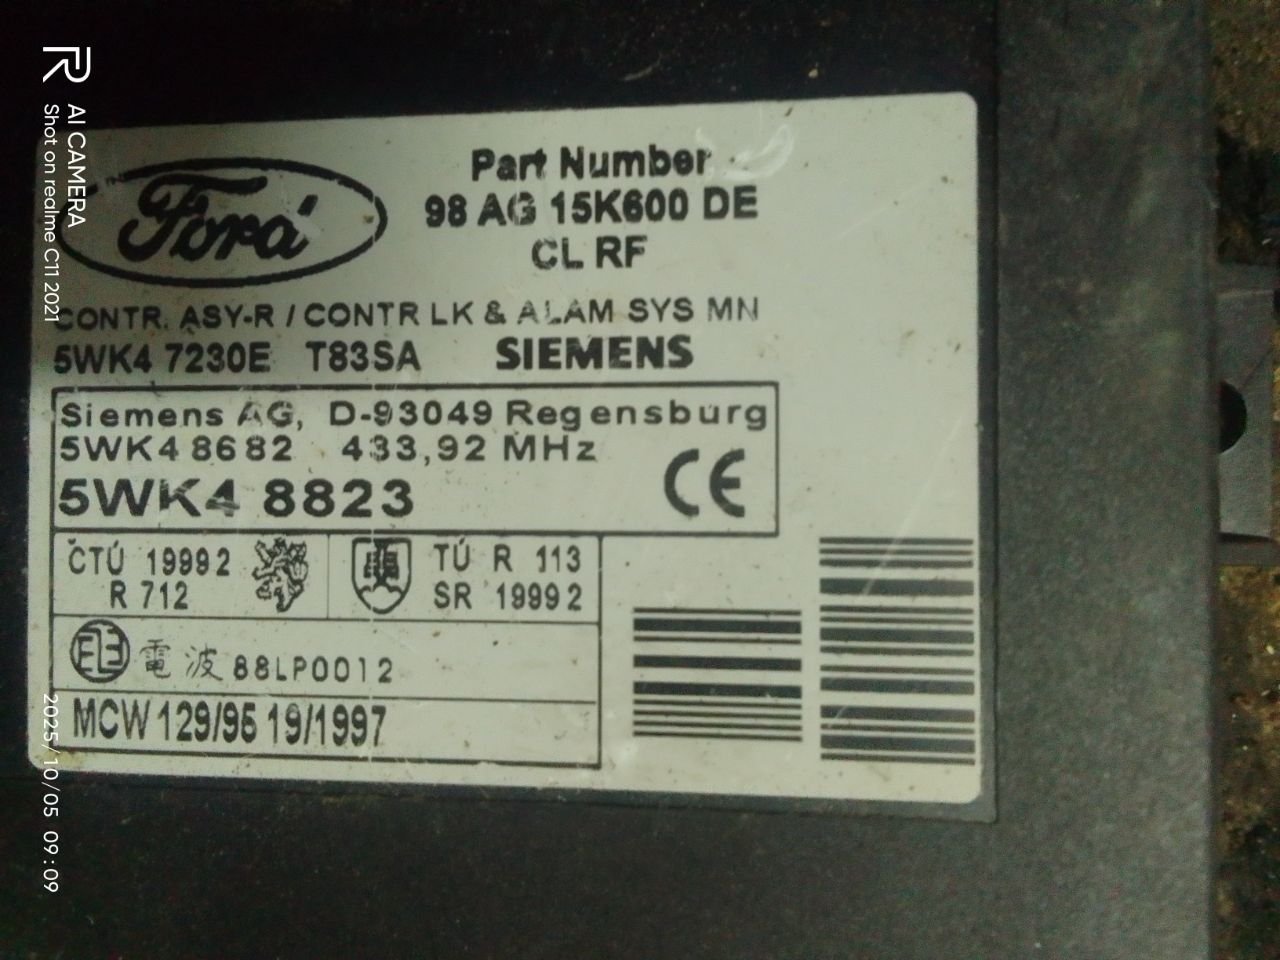 Ford
Part Number
98 AG 15K600 DE
CL RF
CONTR. ASY-R / CONTR LK & ALAM SYS MN
5WK4 7230E T83SA SIEMENS
Siemens AG, D-93049 Regensburg
5WK4 8682 433,92 MHz
5WK4 8823
CE
ČTÚ 1999 2
R 712
TÚ R 113
SR 1999 2
電波 88LP0012
MCW 129/95 19/1997
R
AI CAMERA
Shot on realme C11 2021
2025/10/05 09:09